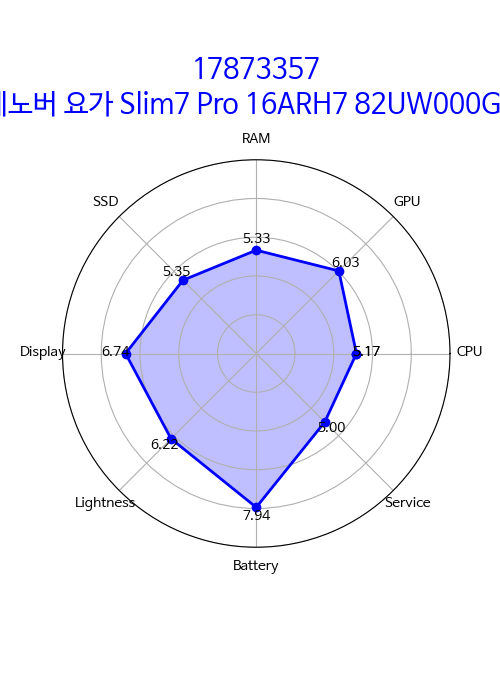 17873357
노버 요가 Slim7 Pro 16ARH7 82UW000G
RAM
SSD
GPU
5.33
6.03
5.35
Display
6.74
5.17
CPU
6.22
5.00
Lightness
7.94
Service
Battery